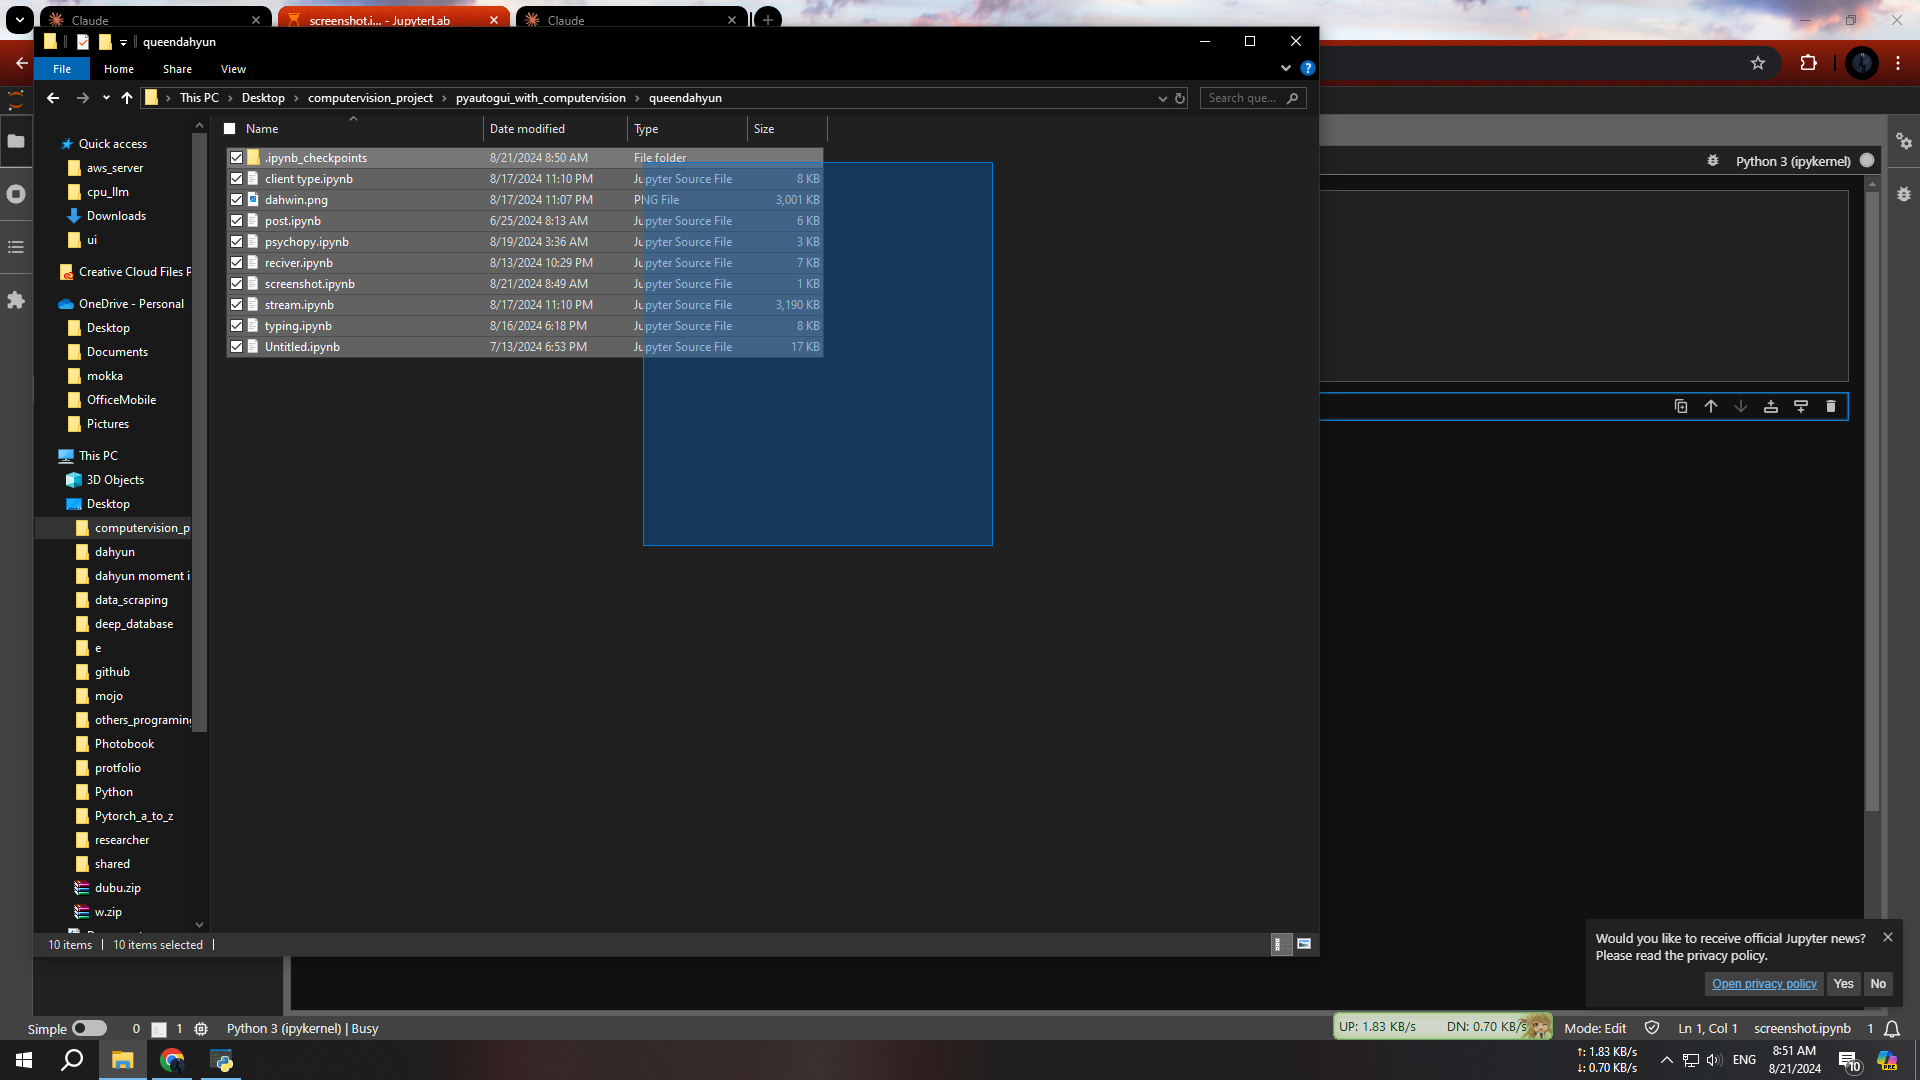 Claude
screenshot.i... - JupyterLab
Claude
queendahyun
File
Home
Share
View
This PC
Desktop
computervision_project
pyautogui_with_computervision
queendahyun
Search que...
Name
Date modified
Type
Size
.ipynb_checkpoints 8/21/2024 8:50 AM File folder
client type.ipynb 8/17/2024 11:10 PM Jupyter Source File 8 KB
dahwin.png 8/17/2024 11:07 PM PNG File 3,001 KB
post.ipynb 6/25/2024 8:13 AM Jupyter Source File 6 KB
psychopy.ipynb 8/19/2024 3:36 AM Jupyter Source File 3 KB
reciver.ipynb 8/13/2024 10:29 PM Jupyter Source File 7 KB
screenshot.ipynb 8/21/2024 8:49 AM Jupyter Source File 1 KB
stream.ipynb 8/17/2024 11:10 PM Jupyter Source File 3,190 KB
typing.ipynb 8/16/2024 6:18 PM Jupyter Source File 8 KB
Untitled.ipynb 7/13/2024 6:53 PM Jupyter Source File 17 KB
Quick access
aws_server
cpu_llm
Downloads
ui
Creative Cloud Files P
OneDrive - Personal
Desktop
Documents
mokka
OfficeMobile
Pictures
This PC
3D Objects
Desktop
computervision_p
dahyun
dahyun moment i
data_scraping
deep_database
e
github
mojo
others_programing
Photobook
protfolio
Python
Pytorch_a_to_z
researcher
shared
dubu.zip
w.zip
10 items
10 items selected
Python 3 (ipykernel)
Would you like to receive official Jupyter news?
Please read the privacy policy.
Open privacy policy
Yes
No
Simple
0
1
Python 3 (ipykernel) | Busy
UP: 1.83 KB/s
DN: 0.70 KB/s
Mode: Edit
Ln 1, Col 1
screenshot.ipynb
1
↑: 1.83 KB/s
↓: 0.70 KB/s
ENG
8:51 AM
8/21/2024
10
PRE